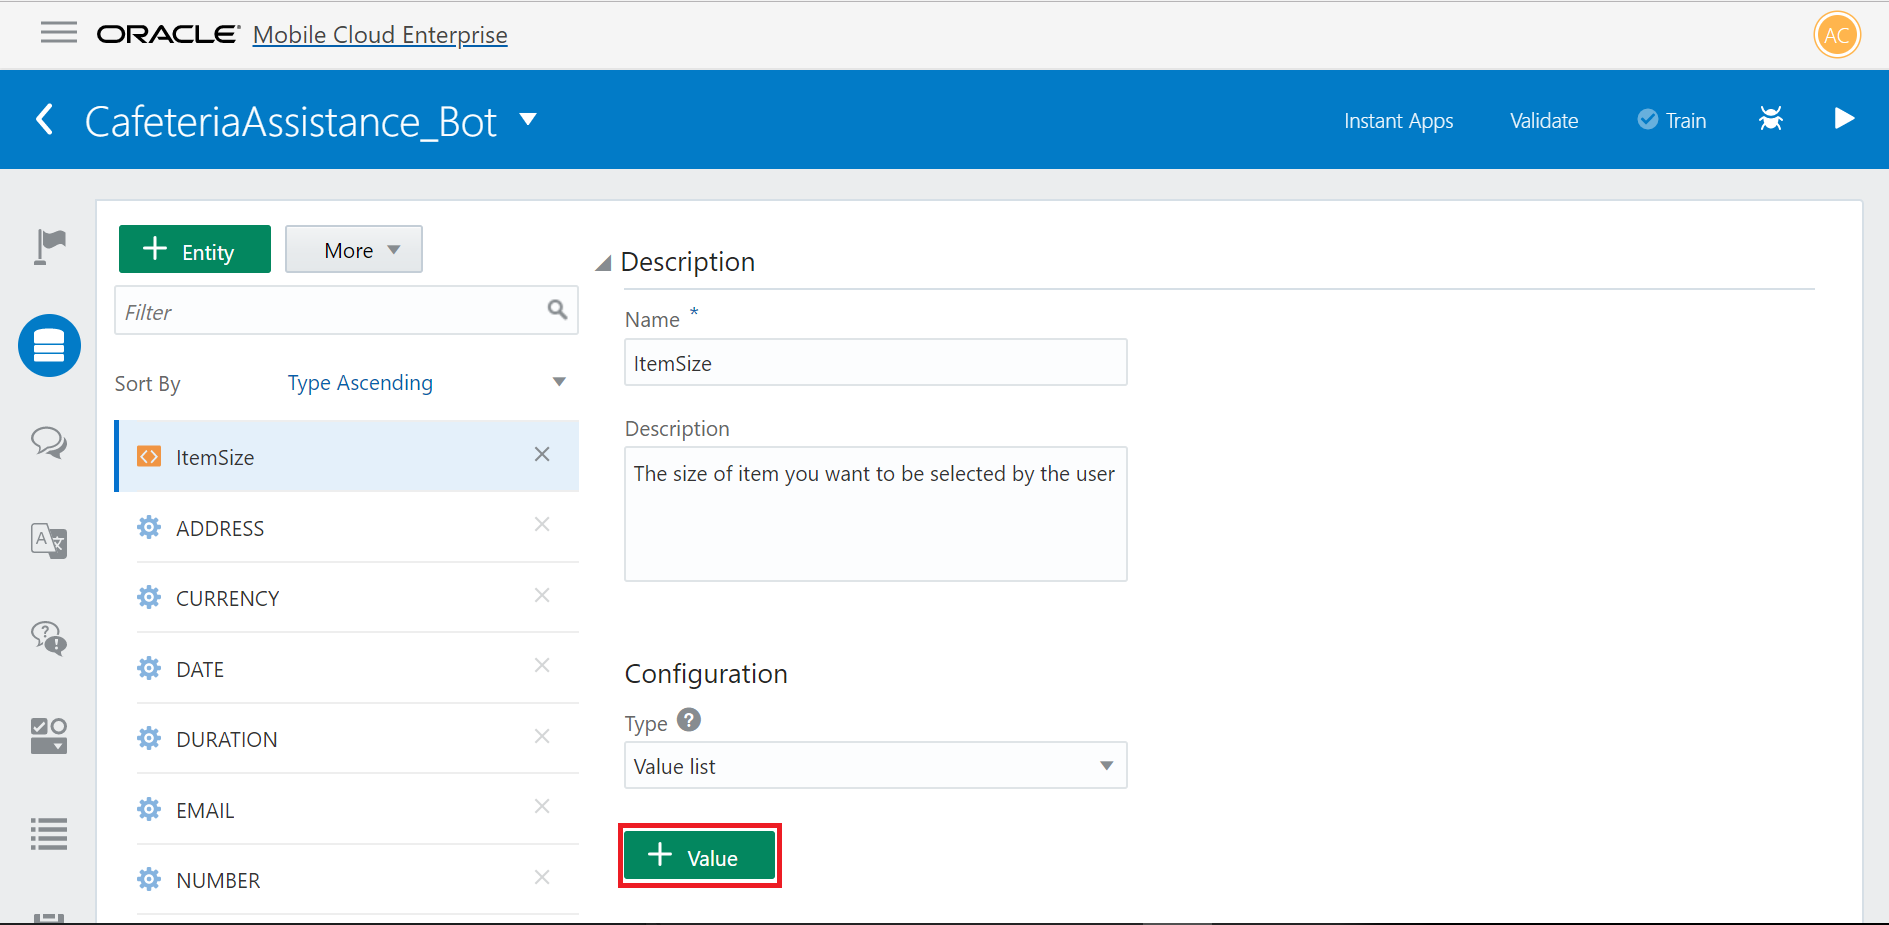 ORACLE Mobile Cloud Enterprise
AC
CafeteriaAssistance_Bot
Instant Apps
Validate
Train
+ Entity
More
Filter
Sort By Type Ascending
ItemSize
ADDRESS
CURRENCY
DATE
DURATION
EMAIL
NUMBER
Description
Name *
ItemSize
Description
The size of item you want to be selected by the user
Configuration
Type ?
Value list
+ Value